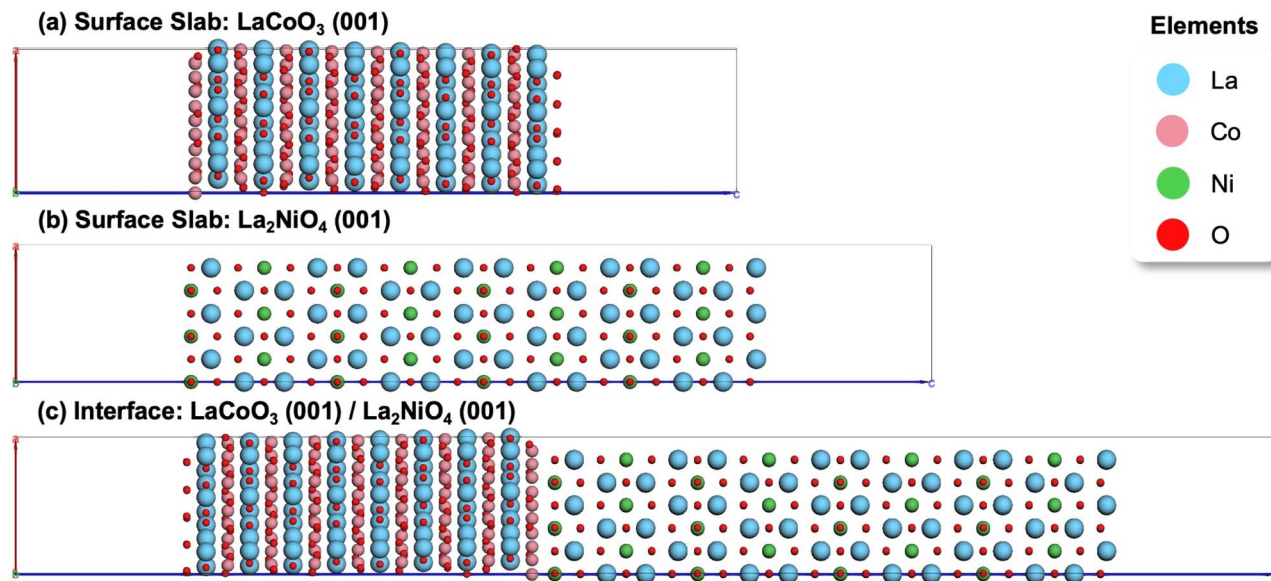 (a) Surface Slab: LaCoO₃ (001)
Elements
La
Co
Ni
O
a
c
(b) Surface Slab: La₂NiO₄ (001)
a
c
(c) Interface: LaCoO₃ (001) / La₂NiO₄ (001)
a